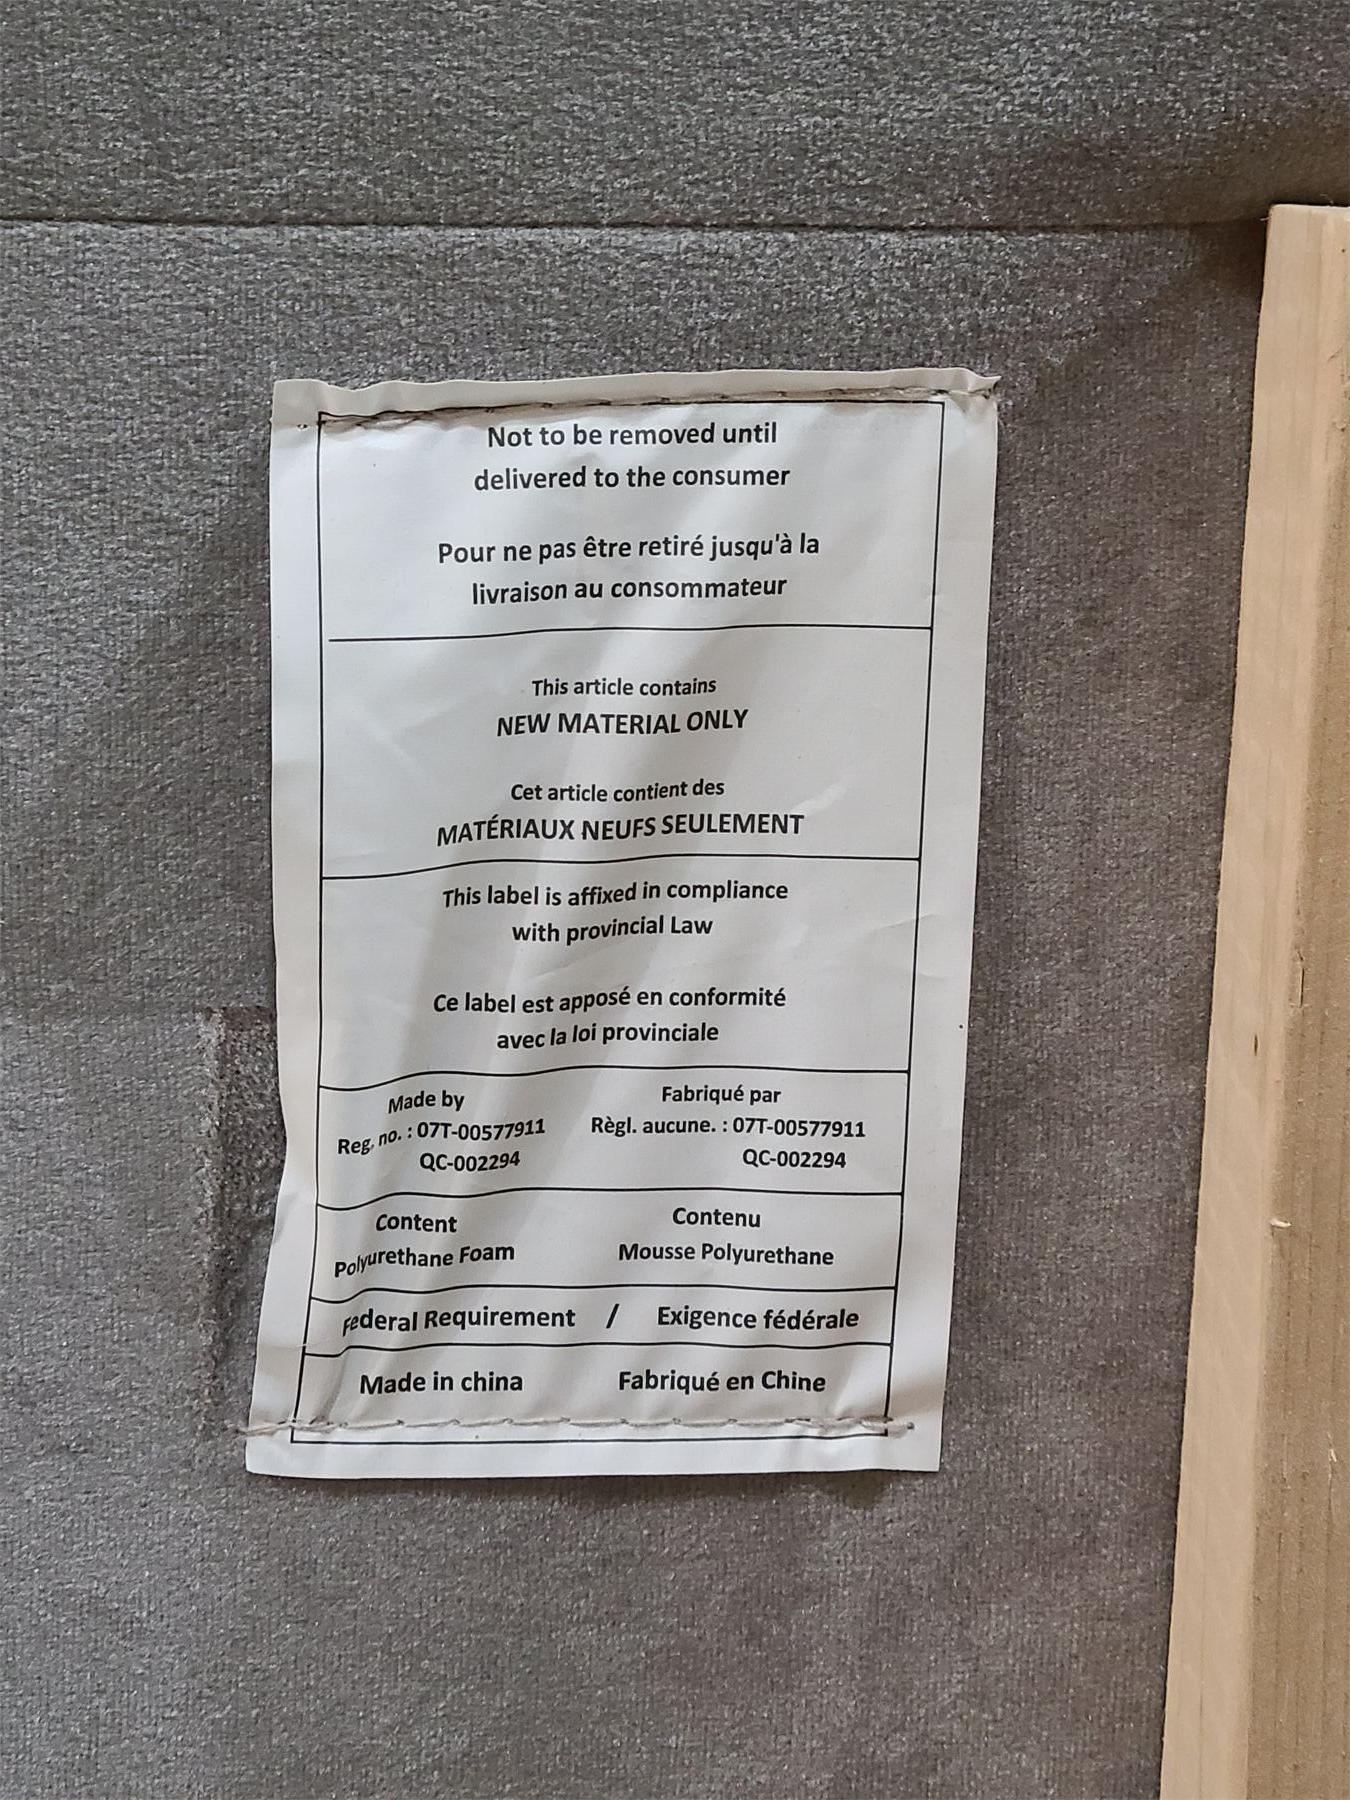 Not to be removed until
delivered to the consumer
Pour ne pas être retiré jusqu'à la
livraison au consommateur
This article contains
NEW MATERIAL ONLY
Cet article contient des
MATÉRIAUX NEUFS SEULEMENT
This label is affixed in compliance
with provincial Law
Ce label est apposé en conformité
avec la loi provinciale
Made by Fabriqué par
Reg. no. : 07T-00577911 Règl. aucune. : 07T-00577911
QC-002294 QC-002294
Content Contenu
Polyurethane Foam Mousse Polyurethane
Federal Requirement / Exigence fédérale
Made in china Fabriqué en Chine